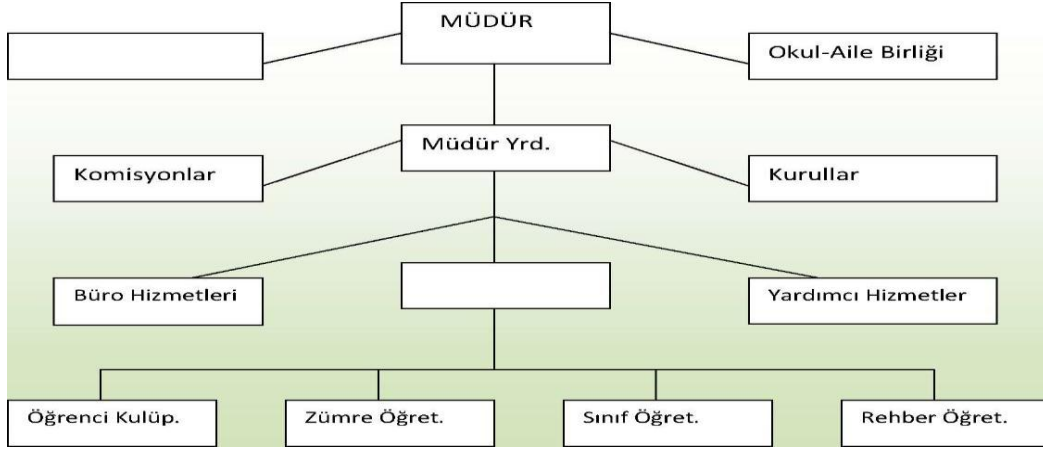 MÜDÜR
Okul-Aile Birliği
Müdür Yrd.
Komisyonlar
Kurullar
Büro Hizmetleri
Yardımcı Hizmetler
Öğrenci Kulüp.
Zümre Öğret.
Sınıf Öğret.
Rehber Öğret.